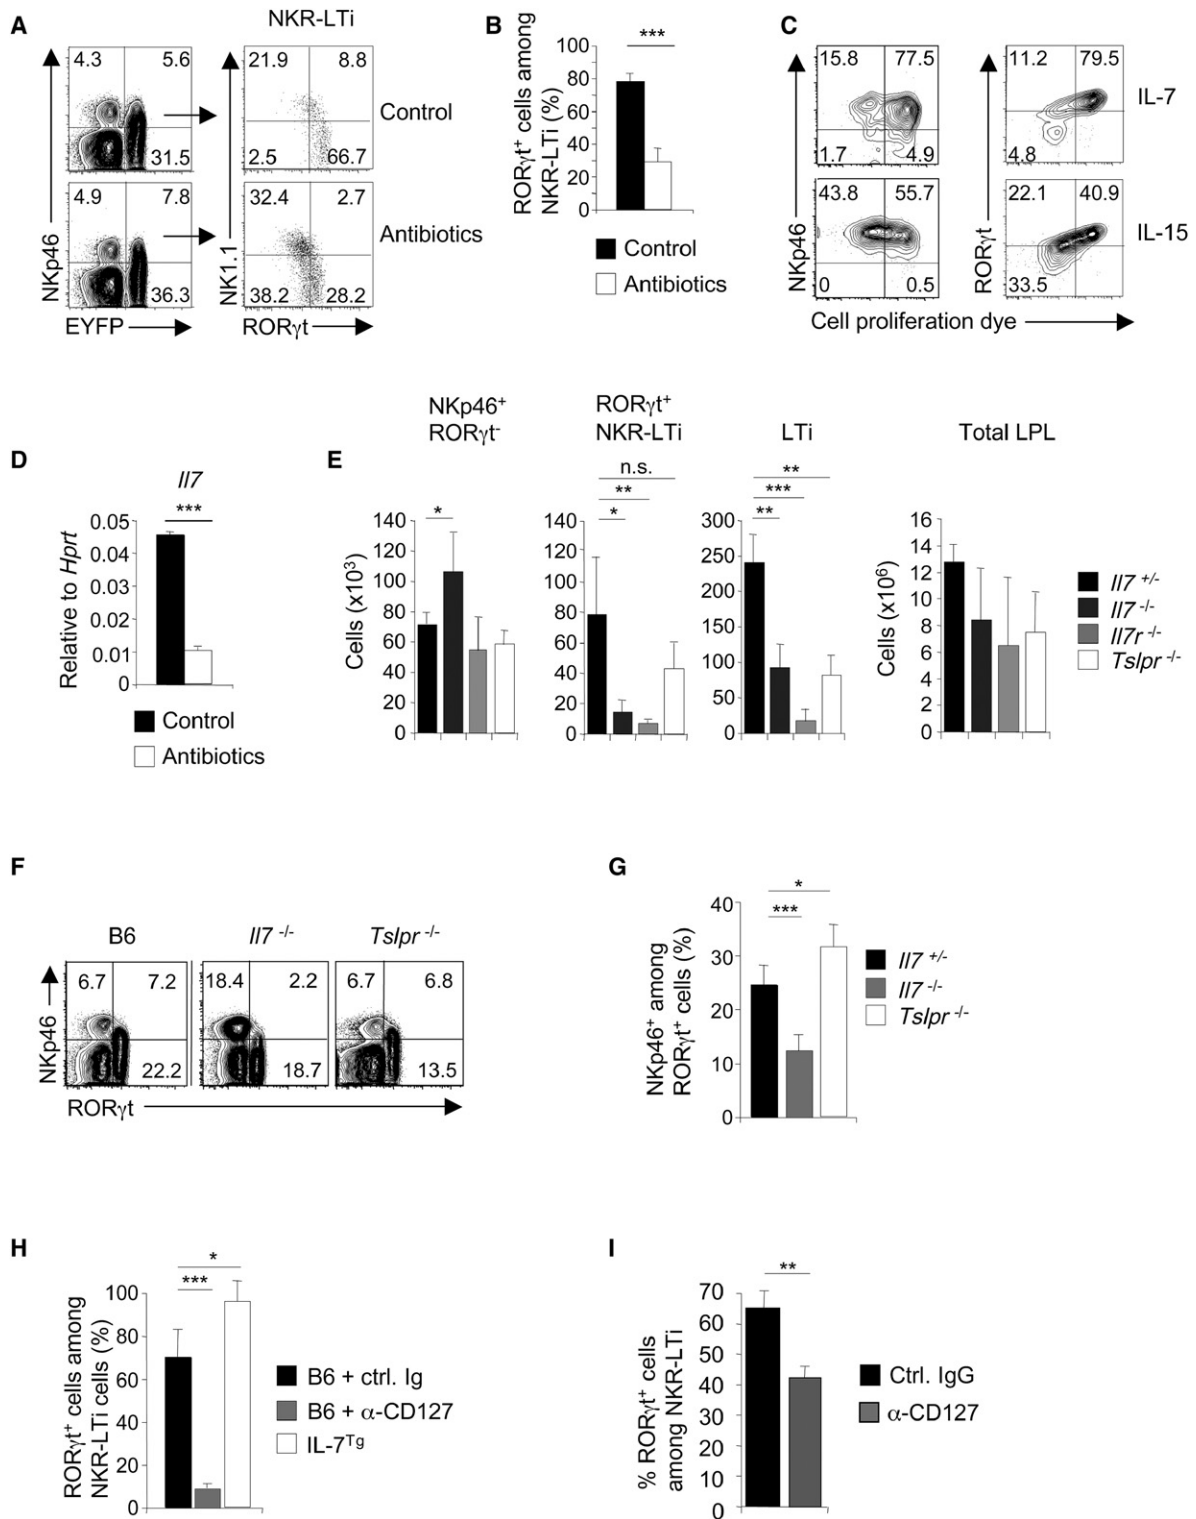 A
NKR-LTi
4.3 5.6
31.5
21.9 8.8
2.5 66.7
Control
4.9 7.8
36.3
32.4 2.7
38.2 28.2
Antibiotics
NKp46
EYFP
NK1.1
RORγt
B
RORγt⁺ cells among
NKR-LTi (%)
***
100
80
60
40
20
0
Control
Antibiotics
C
15.8 77.5
1.7 4.9
11.2 79.5
4.8
IL-7
43.8 55.7
0 0.5
22.1 40.9
33.5
IL-15
NKp46
RORγt
Cell proliferation dye
D
Il7
***
Relative to Hprt
0.05
0.04
0.03
0.02
0.01
0
Control
Antibiotics
E
NKp46⁺
RORγt⁻
Cells (x10³)
*
140
120
100
80
60
40
20
0
RORγt⁺
NKR-LTi
n.s.
**
*
140
120
100
80
60
40
20
0
LTi
**
***
**
300
250
200
150
100
50
0
Total LPL
Cells (x10⁶)
16
14
12
10
8
6
4
2
0
Il7 +/-
Il7 -/-
Il7r -/-
Tslpr -/-
F
B6
Il7 -/-
Tslpr -/-
6.7 7.2
22.2
18.4 2.2
18.7
6.7 6.8
13.5
NKp46
RORγt
G
NKp46⁺ among
RORγt⁺ cells (%)
*
***
40
30
20
10
0
Il7 +/-
Il7 -/-
Tslpr -/-
H
RORγt⁺ cells among
NKR-LTi cells (%)
*
***
100
80
60
40
20
0
B6 + ctrl. Ig
B6 + α-CD127
IL-7ᵀᵍ
I
% RORγt⁺ cells
among NKR-LTi
**
70
60
50
40
30
20
10
0
Ctrl. IgG
α-CD127